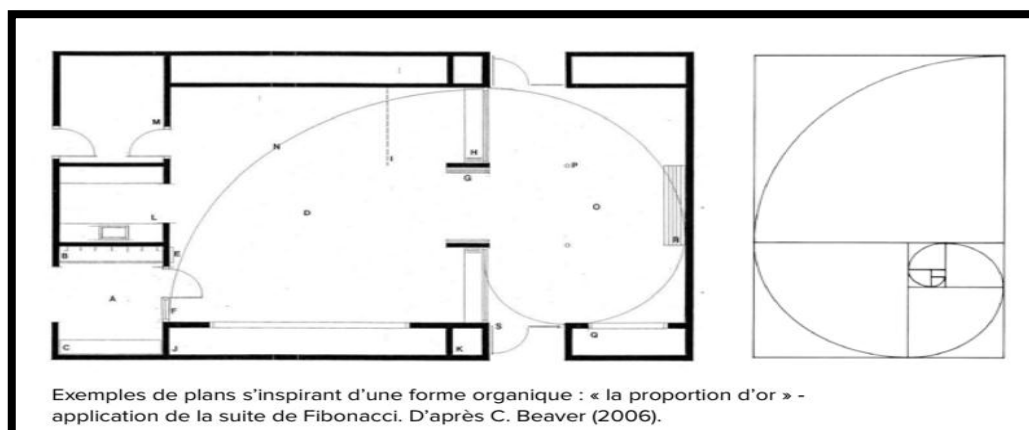 M
N
I
H
P
G
L
D
O
B
E
R
A
F
S
C
J
K
Q
Exemples de plans s'inspirant d'une forme organique : « la proportion d'or » -
application de la suite de Fibonacci. D'après C. Beaver (2006).